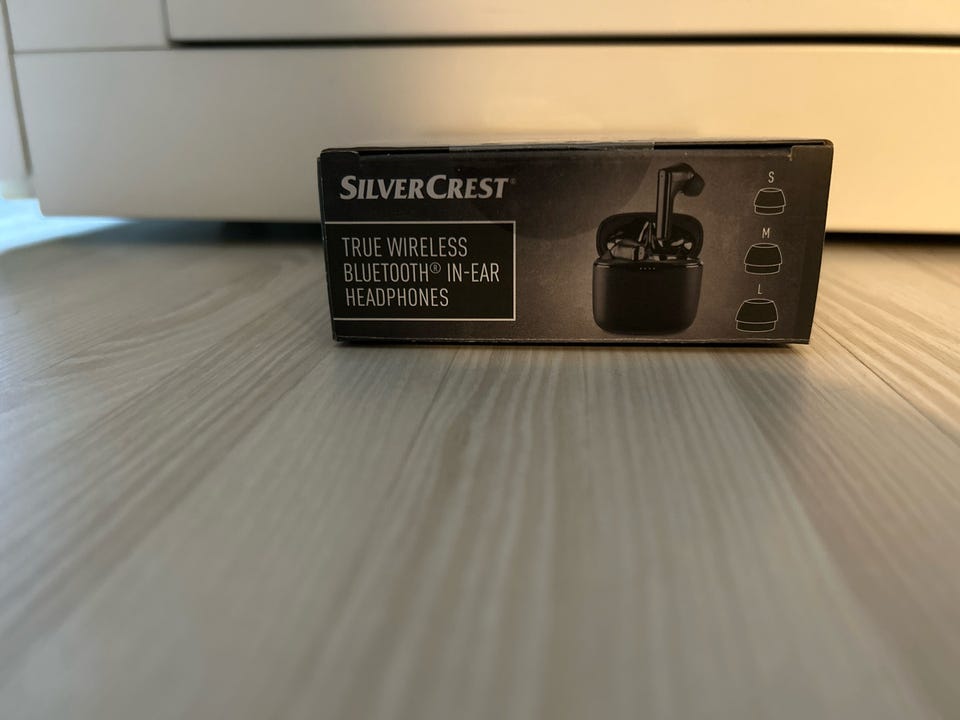 SILVERCREST®
TRUE WIRELESS
BLUETOOTH® IN-EAR
HEADPHONES
S
M
L